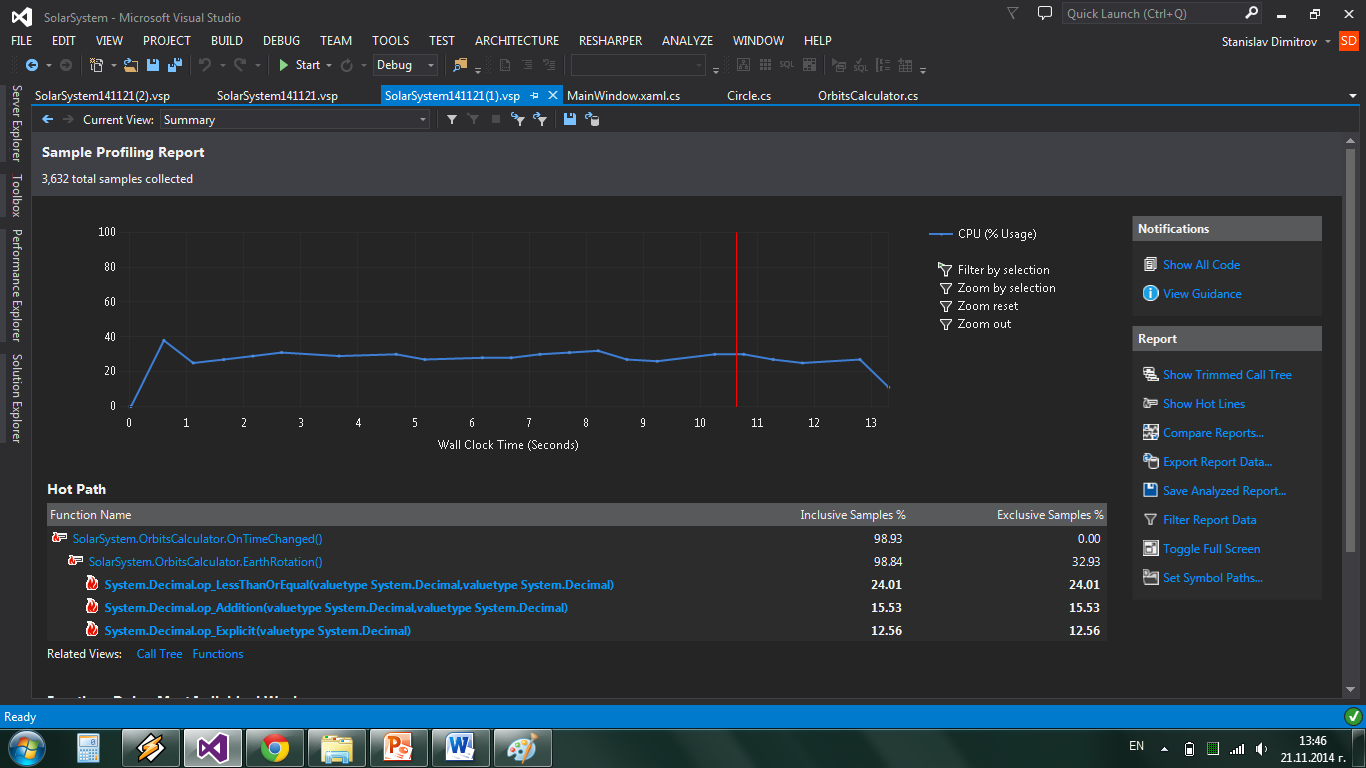 SolarSystem - Microsoft Visual Studio
Quick Launch (Ctrl+Q)
FILE EDIT VIEW PROJECT BUILD DEBUG TEAM TOOLS TEST ARCHITECTURE RESHARPER ANALYZE WINDOW HELP
Stanislav Dimitrov SD
Start Debug
Server Explorer
Toolbox
Performance Explorer
Solution Explorer
SolarSystem141121(2).vsp SolarSystem141121.vsp SolarSystem141121(1).vsp MainWindow.xaml.cs Circle.cs OrbitsCalculator.cs
Current View: Summary
Sample Profiling Report
3,632 total samples collected
100
80
60
40
20
0
0 1 2 3 4 5 6 7 8 9 10 11 12 13
Wall Clock Time (Seconds)
CPU (% Usage)
Filter by selection
Zoom by selection
Zoom reset
Zoom out
Notifications
Show All Code
View Guidance
Report
Show Trimmed Call Tree
Show Hot Lines
Compare Reports...
Export Report Data...
Save Analyzed Report...
Filter Report Data
Toggle Full Screen
Set Symbol Paths...
Hot Path
Function Name Inclusive Samples % Exclusive Samples %
SolarSystem.OrbitsCalculator.OnTimeChanged() 98.93 0.00
SolarSystem.OrbitsCalculator.EarthRotation() 98.84 32.93
System.Decimal.op_LessThanOrEqual(valuetype System.Decimal,valuetype System.Decimal) 24.01 24.01
System.Decimal.op_Addition(valuetype System.Decimal,valuetype System.Decimal) 15.53 15.53
System.Decimal.op_Explicit(valuetype System.Decimal) 12.56 12.56
Related Views: Call Tree Functions
Ready
EN
13:46
21.11.2014 г.